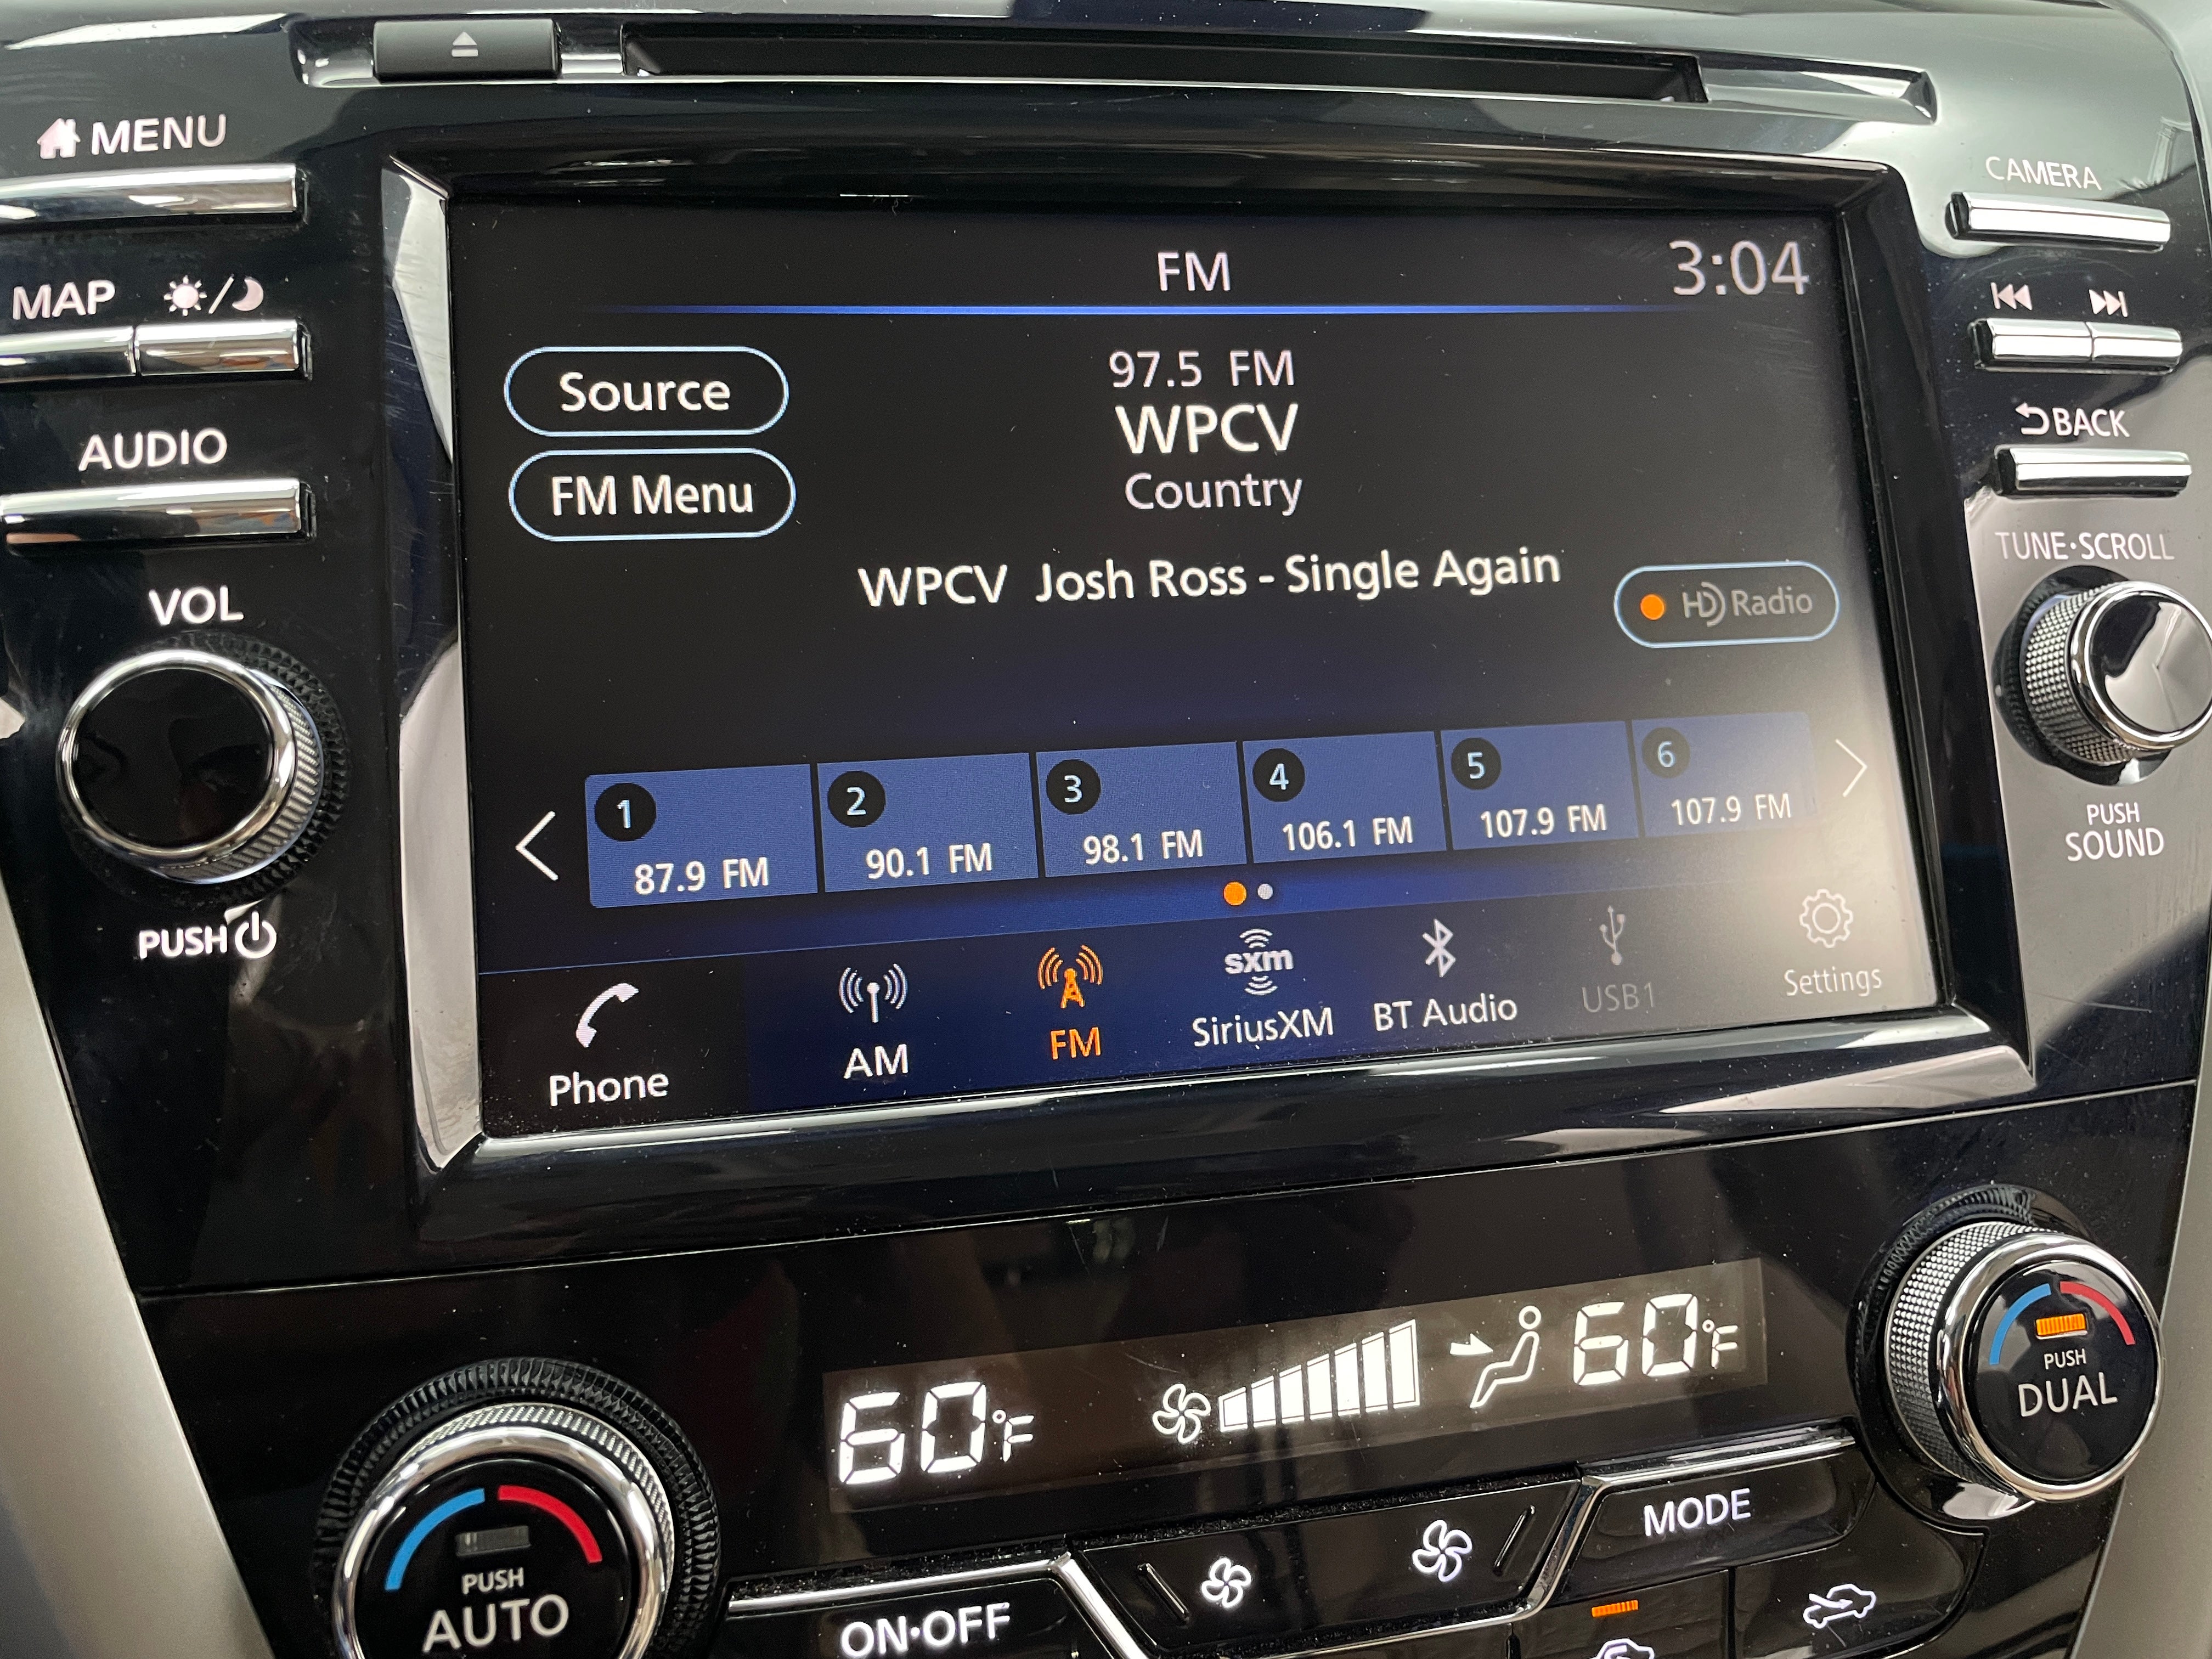 MENU
CAMERA
MAP
FM
3:04
Source
97.5 FM
WPCV
Country
AUDIO
BACK
FM Menu
WPCV Josh Ross - Single Again
HD Radio
TUNE·SCROLL
VOL
1
2
3
4
5
6
87.9 FM
90.1 FM
98.1 FM
106.1 FM
107.9 FM
107.9 FM
PUSH
SOUND
PUSH
Phone
AM
FM
sxm
SiriusXM
BT Audio
USB1
Settings
60°F
60°F
PUSH
DUAL
MODE
PUSH
AUTO
ON·OFF